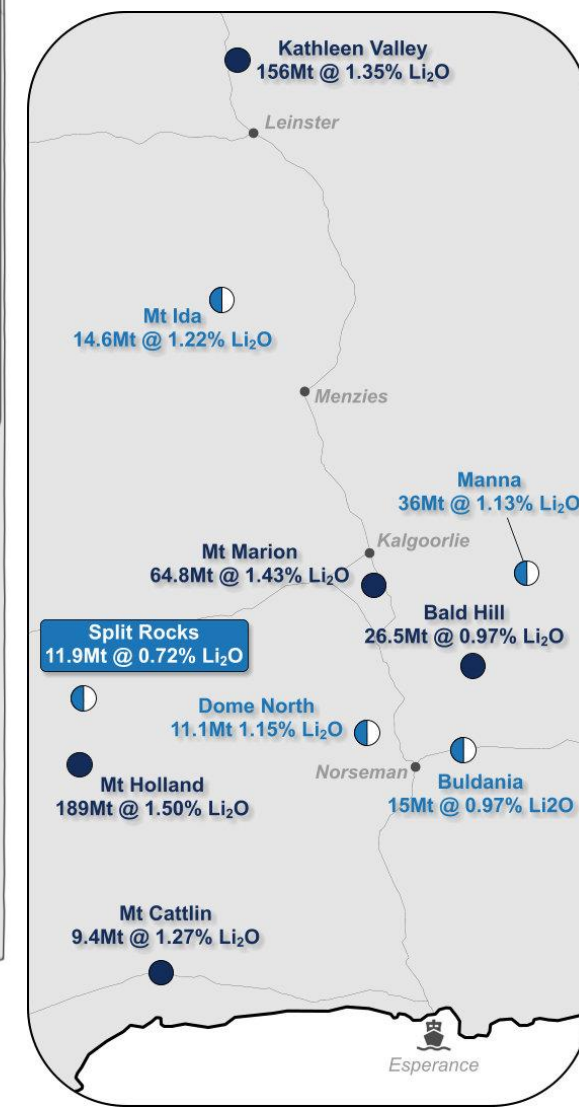 Kathleen Valley
156Mt @ 1.35% Li₂O
Leinster
Mt Ida
14.6Mt @ 1.22% Li₂O
Menzies
Manna
36Mt @ 1.13% Li₂O
Kalgoorlie
Mt Marion
64.8Mt @ 1.43% Li₂O
Bald Hill
26.5Mt @ 0.97% Li₂O
Split Rocks
11.9Mt @ 0.72% Li₂O
Dome North
11.1Mt 1.15% Li₂O
Norseman
Mt Holland
189Mt @ 1.50% Li₂O
Buldania
15Mt @ 0.97% Li2O
Mt Cattlin
9.4Mt @ 1.27% Li₂O
Esperance